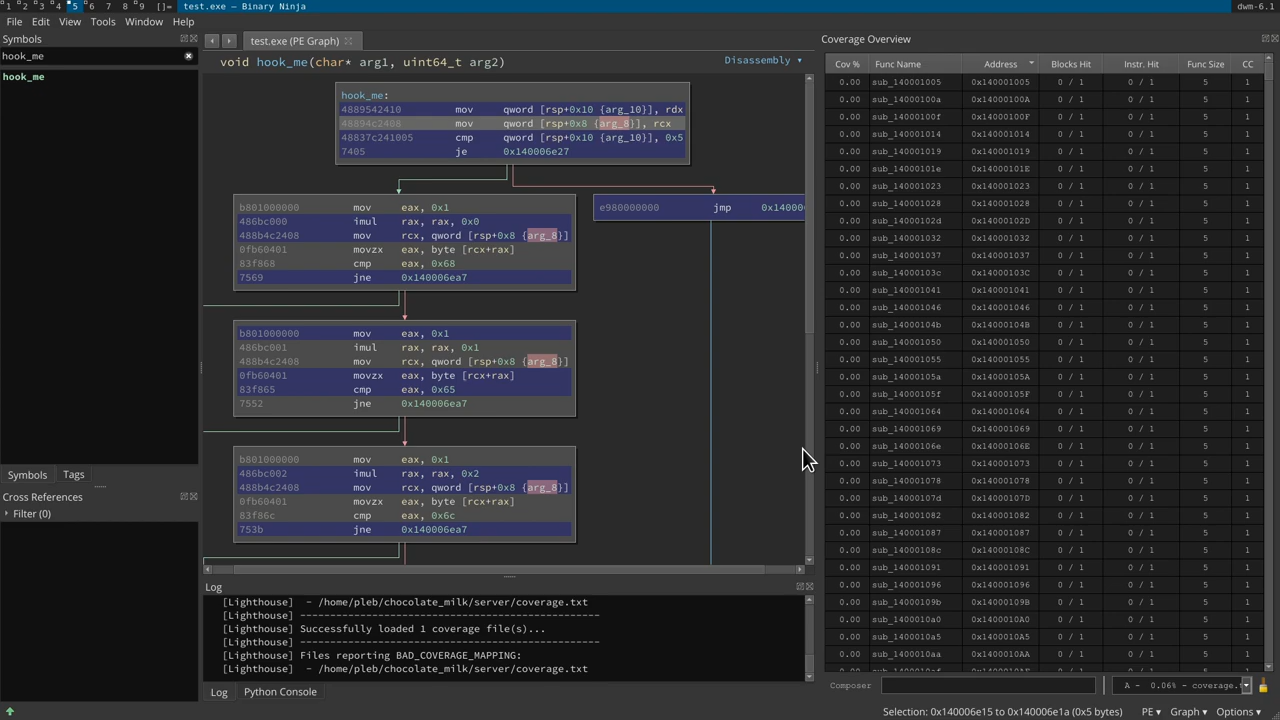 1 2 3 4 5 6 7 8 9 []= test.exe — Binary Ninja dwm-6.1
File Edit View Tools Window Help
Symbols
hook_me
hook_me
Symbols Tags
Cross References
Filter (0)
test.exe (PE Graph)
void hook_me(char* arg1, uint64_t arg2) Disassembly
hook_me:
4889542410 mov qword [rsp+0x10 {arg_10}], rdx
48894c2408 mov qword [rsp+0x8 {arg_8}], rcx
48837c241005 cmp qword [rsp+0x10 {arg_10}], 0x5
7405 je 0x140006e27
b801000000 mov eax, 0x1
486bc000 imul rax, rax, 0x0
488b4c2408 mov rcx, qword [rsp+0x8 {arg_8}]
0fb60401 movzx eax, byte [rcx+rax]
83f868 cmp eax, 0x68
7569 jne 0x140006ea7
e980000000 jmp 0x14000
b801000000 mov eax, 0x1
486bc001 imul rax, rax, 0x1
488b4c2408 mov rcx, qword [rsp+0x8 {arg_8}]
0fb60401 movzx eax, byte [rcx+rax]
83f865 cmp eax, 0x65
7552 jne 0x140006ea7
b801000000 mov eax, 0x1
486bc002 imul rax, rax, 0x2
488b4c2408 mov rcx, qword [rsp+0x8 {arg_8}]
0fb60401 movzx eax, byte [rcx+rax]
83f86c cmp eax, 0x6c
753b jne 0x140006ea7
Log
[Lighthouse] - /home/pleb/chocolate_milk/server/coverage.txt
[Lighthouse] -------------------------------------------------
[Lighthouse] Successfully loaded 1 coverage file(s)...
[Lighthouse] -------------------------------------------------
[Lighthouse] Files reporting BAD_COVERAGE_MAPPING:
[Lighthouse] - /home/pleb/chocolate_milk/server/coverage.txt
Log Python Console
Coverage Overview
Cov % Func Name Address Blocks Hit Instr. Hit Func Size CC
0.00 sub_140001005 0x140001005 0 / 1 0 / 1 5 1
0.00 sub_14000100a 0x14000100A 0 / 1 0 / 1 5 1
0.00 sub_14000100f 0x14000100F 0 / 1 0 / 1 5 1
0.00 sub_140001014 0x140001014 0 / 1 0 / 1 5 1
0.00 sub_140001019 0x140001019 0 / 1 0 / 1 5 1
0.00 sub_14000101e 0x14000101E 0 / 1 0 / 1 5 1
0.00 sub_140001023 0x140001023 0 / 1 0 / 1 5 1
0.00 sub_140001028 0x140001028 0 / 1 0 / 1 5 1
0.00 sub_14000102d 0x14000102D 0 / 1 0 / 1 5 1
0.00 sub_140001032 0x140001032 0 / 1 0 / 1 5 1
0.00 sub_140001037 0x140001037 0 / 1 0 / 1 5 1
0.00 sub_14000103c 0x14000103C 0 / 1 0 / 1 5 1
0.00 sub_140001041 0x140001041 0 / 1 0 / 1 5 1
0.00 sub_140001046 0x140001046 0 / 1 0 / 1 5 1
0.00 sub_14000104b 0x14000104B 0 / 1 0 / 1 5 1
0.00 sub_140001050 0x140001050 0 / 1 0 / 1 5 1
0.00 sub_140001055 0x140001055 0 / 1 0 / 1 5 1
0.00 sub_14000105a 0x14000105A 0 / 1 0 / 1 5 1
0.00 sub_14000105f 0x14000105F 0 / 1 0 / 1 5 1
0.00 sub_140001064 0x140001064 0 / 1 0 / 1 5 1
0.00 sub_140001069 0x140001069 0 / 1 0 / 1 5 1
0.00 sub_14000106e 0x14000106E 0 / 1 0 / 1 5 1
0.00 sub_140001073 0x140001073 0 / 1 0 / 1 5 1
0.00 sub_140001078 0x140001078 0 / 1 0 / 1 5 1
0.00 sub_14000107d 0x14000107D 0 / 1 0 / 1 5 1
0.00 sub_140001082 0x140001082 0 / 1 0 / 1 5 1
0.00 sub_140001087 0x140001087 0 / 1 0 / 1 5 1
0.00 sub_14000108c 0x14000108C 0 / 1 0 / 1 5 1
0.00 sub_140001091 0x140001091 0 / 1 0 / 1 5 1
0.00 sub_140001096 0x140001096 0 / 1 0 / 1 5 1
0.00 sub_14000109b 0x14000109B 0 / 1 0 / 1 5 1
0.00 sub_1400010a0 0x1400010A0 0 / 1 0 / 1 5 1
0.00 sub_1400010a5 0x1400010A5 0 / 1 0 / 1 5 1
0.00 sub_1400010aa 0x1400010AA 0 / 1 0 / 1 5 1
0.00 sub_1400010af 0x1400010AF 0 / 1 0 / 1 5 1
Composer A - 0.06% - coverage.
Selection: 0x140006e15 to 0x140006e1a (0x5 bytes) PE Graph Options